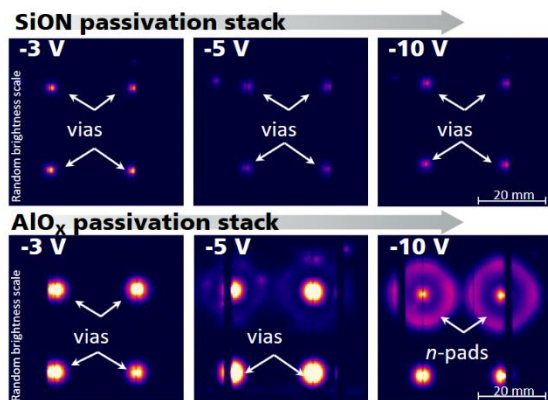 SiON passivation stack
Random brightness scale
-3 V
-5 V
-10 V
vias
vias
vias
20 mm
AlOₓ passivation stack
Random brightness scale
-3 V
-5 V
-10 V
vias
vias
n-pads
20 mm